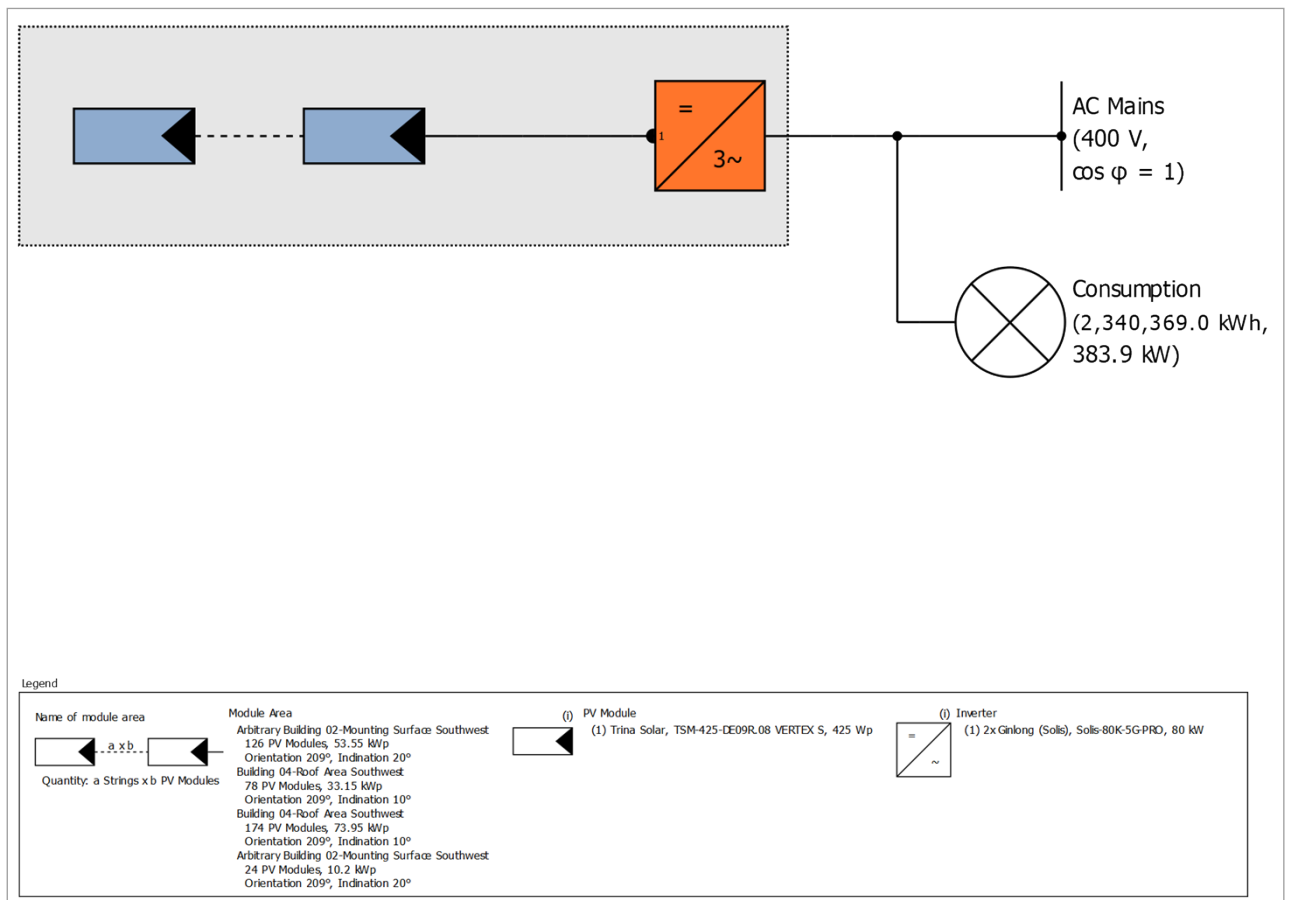 =
1
3~
AC Mains
(400 V,
cos φ = 1)
Consumption
(2,340,369.0 kWh,
383.9 kW)
Legend
Name of module area
a x b
Quantity: a Strings x b PV Modules
Module Area
Arbitrary Building 02-Mounting Surface Southwest
126 PV Modules, 53.55 kWp
Orientation 209°, Inclination 20°
Building 04-Roof Area Southwest
78 PV Modules, 33.15 kWp
Orientation 209°, Inclination 10°
Building 04-Roof Area Southwest
174 PV Modules, 73.95 kWp
Orientation 209°, Inclination 10°
Arbitrary Building 02-Mounting Surface Southwest
24 PV Modules, 10.2 kWp
Orientation 209°, Inclination 20°
(i) PV Module
(1) Trina Solar, TSM-425-DE09R.08 VERTEX S, 425 Wp
(i) Inverter
=
~
(1) 2x Ginlong (Solis), Solis-80K-5G-PRO, 80 kW